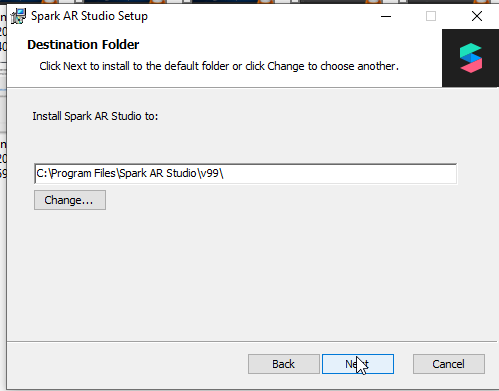 Spark AR Studio Setup
Destination Folder
Click Next to install to the default folder or click Change to choose another.
Install Spark AR Studio to:
C:\Program Files\Spark AR Studio\v99\
Change...
Back
Next
Cancel